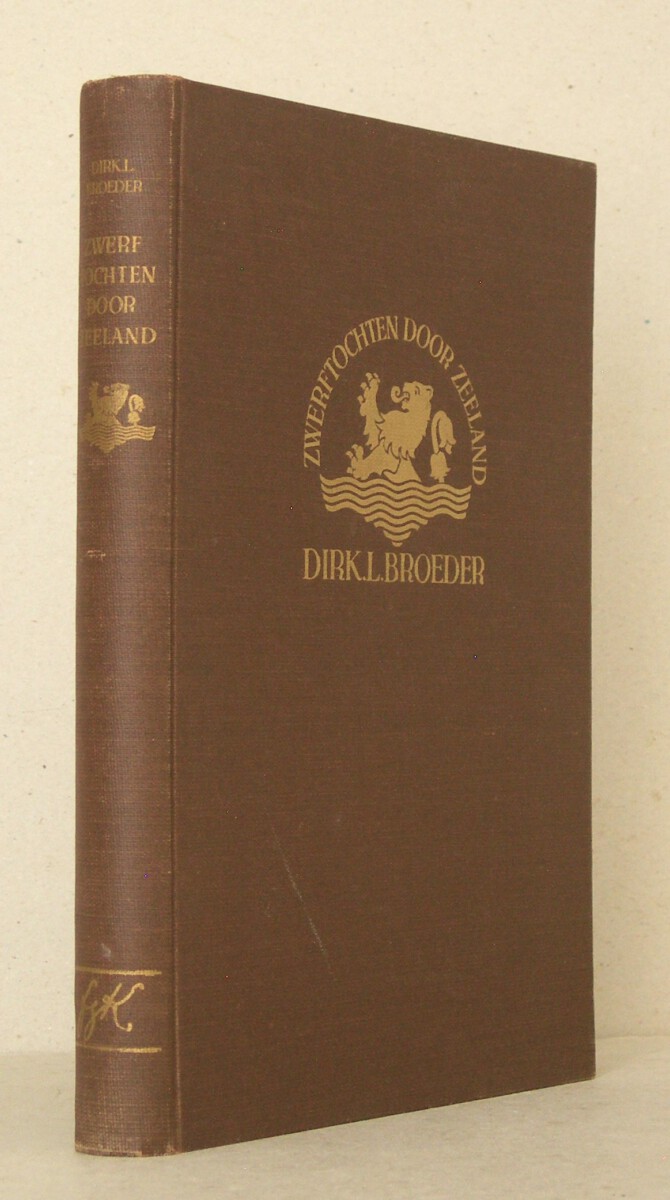 DIRK.L.
BROEDER
ZWERF
TOCHTEN
DOOR
ZEELAND
ZWERFTOCHTEN DOOR ZEELAND
DIRK.L.BROEDER